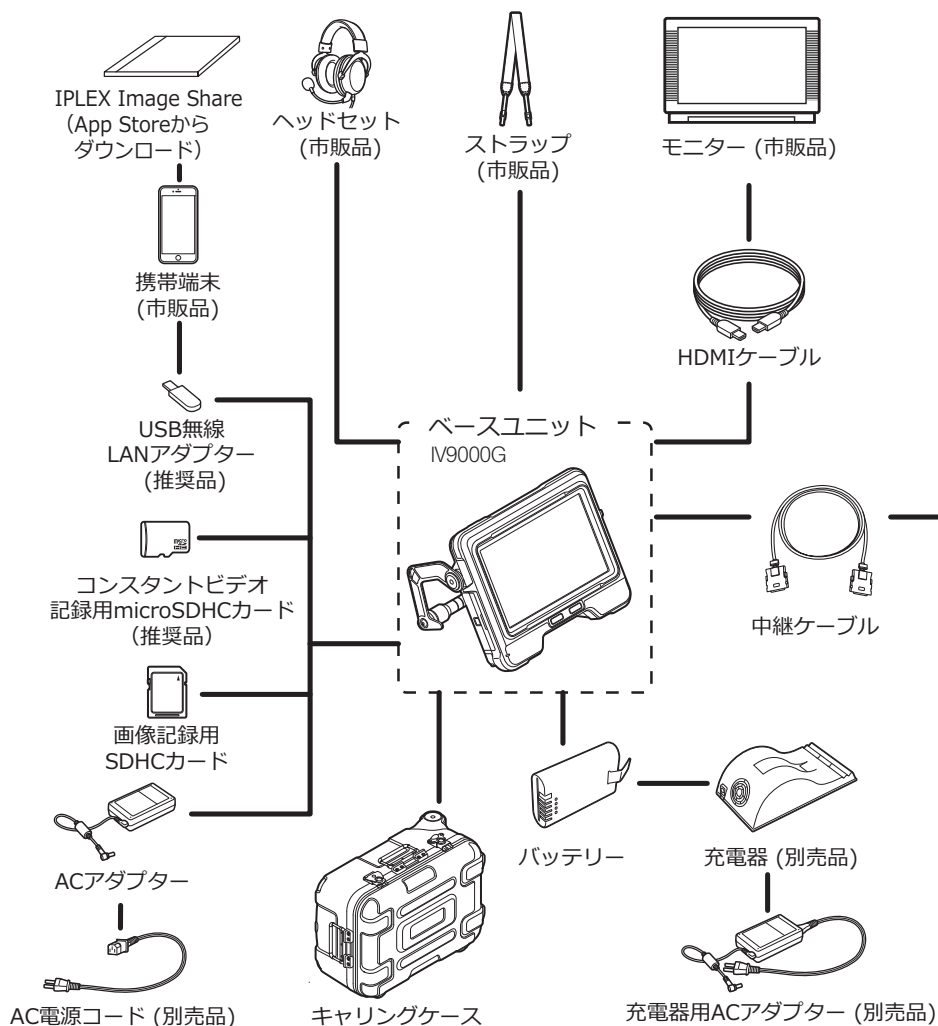 IPLEX Image Share
（App Storeから
ダウンロード）
ヘッドセット
(市販品)
ストラップ
(市販品)
モニター (市販品)
携帯端末
(市販品)
HDMIケーブル
USB無線
LANアダプター
(推奨品)
ベースユニット
IV9000G
コンスタントビデオ
記録用microSDHCカード
（推奨品）
中継ケーブル
画像記録用
SDHCカード
ACアダプター
バッテリー
充電器 (別売品)
AC電源コード (別売品)
キャリングケース
充電器用ACアダプター (別売品)